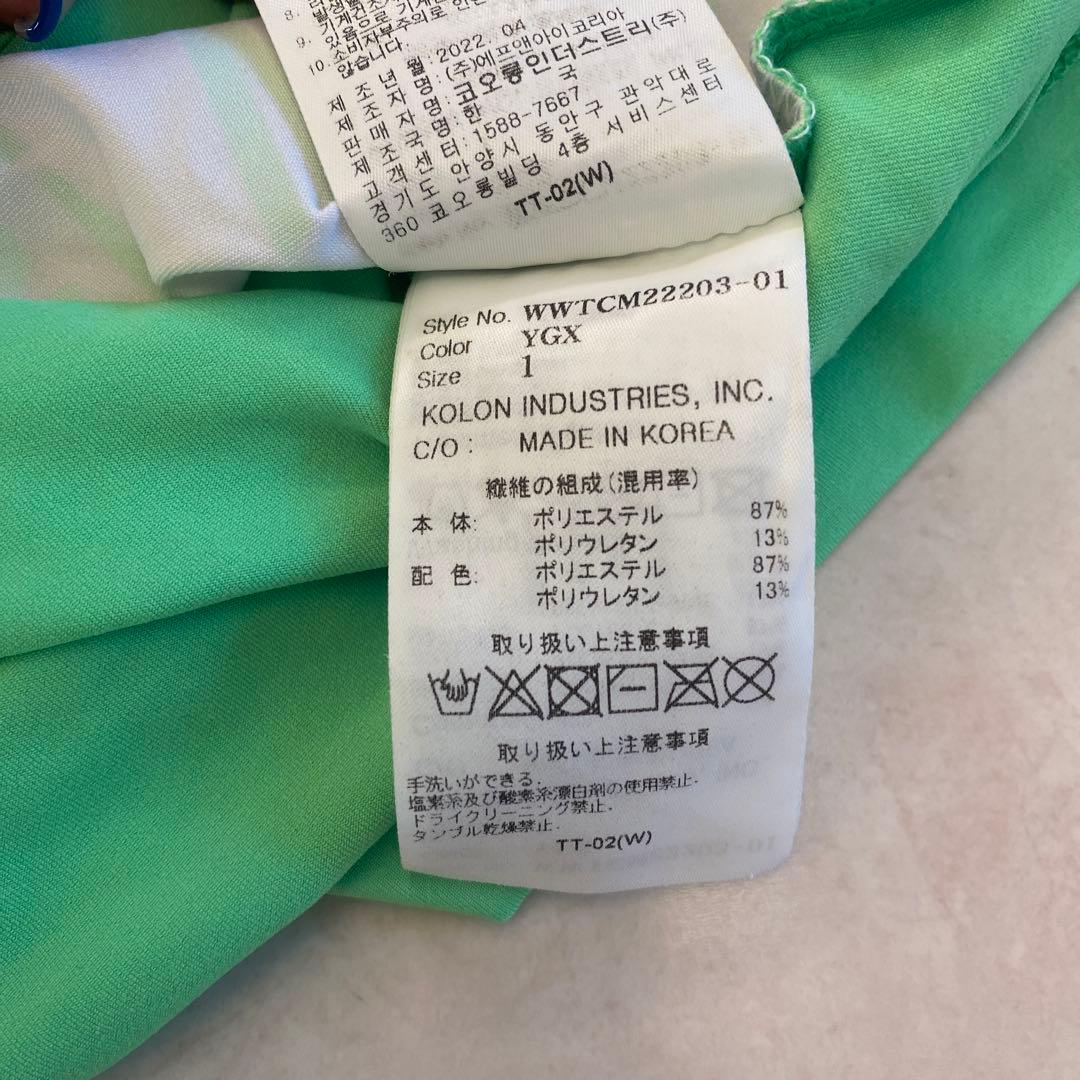 8.
9. 있음
기계건조
소비자부주의로
10. 않습니다.
제 조 년 월: 2022. 04
제 조 자 명: (주)에프앤아이코리아
판 매 자 명: 코오롱인더스트리(주)
제 조 국 명: 한 국
고 객 센 터: 1588-7667
경 기 도 안 양 시 동 안 구 관 악 대 로
360 코 오 롱 빌 딩 4층 서 비 스 센 터
TT-02(W)
Style No. WWTCM22203-01
Color YGX
Size 1
KOLON INDUSTRIES, INC.
C/O : MADE IN KOREA
繊維の組成(混用率)
本 体: ポリエステル 87%
ポリウレタン 13%
配 色: ポリエステル 87%
ポリウレタン 13%
取り扱い上注意事項
取り扱い上注意事項
手洗いができる.
塩素系及び酸素系漂白剤の使用禁止.
ドライクリーニング禁止.
タンブル乾燥禁止.
TT-02(W)